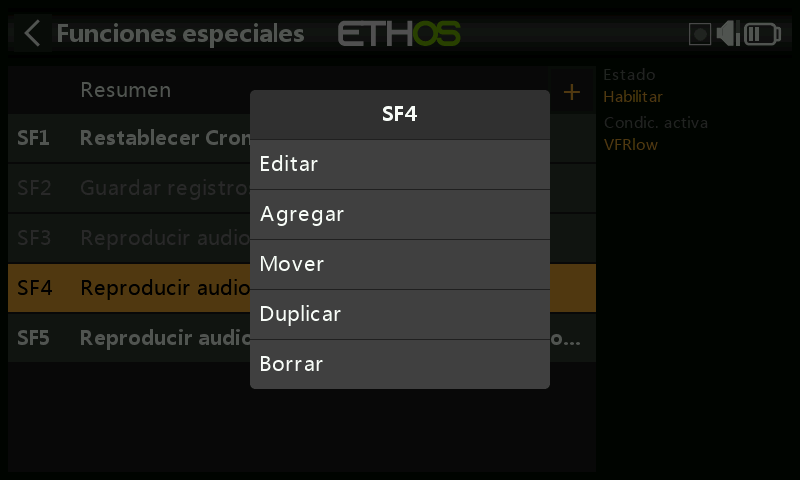 Funciones especiales
ETHOS
Resumen
+
Estado
Habilitar
Condic. activa
VFRlow
SF1 Restablecer Cron
SF2 Guardar registro
SF3 Reproducir audio
SF4 Reproducir audio
SF5 Reproducir audio o...
SF4
Editar
Agregar
Mover
Duplicar
Borrar